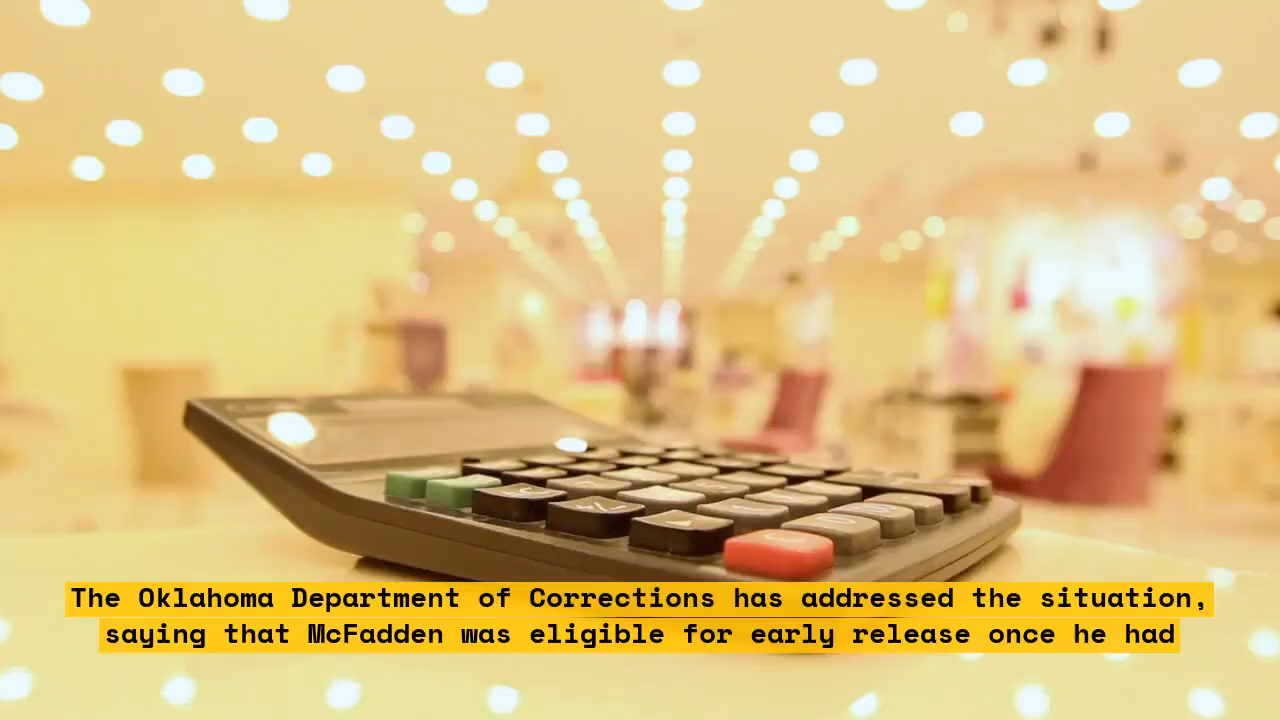 The Oklahoma Department of Corrections has addressed the situation,
saying that McFadden was eligible for early release once he had